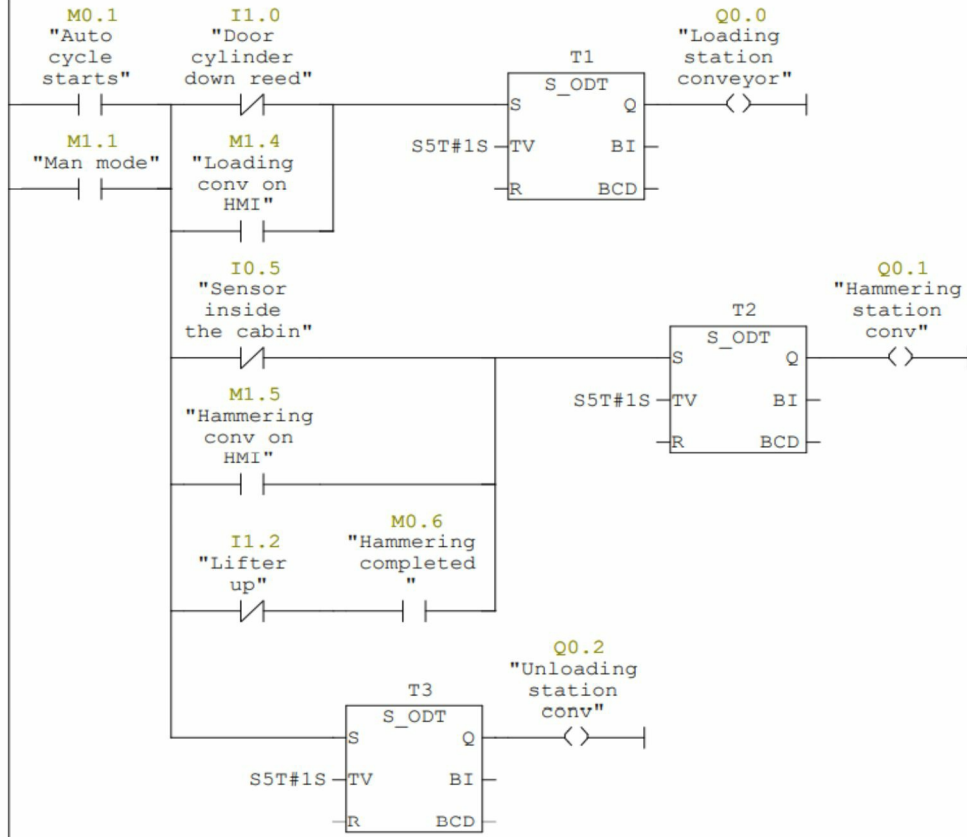 M0.1
"Auto
cycle
starts"
I1.0
"Door
cylinder
down reed"
T1
S_ODT
S
Q
S5T#1S
TV
BI
R
BCD
Q0.0
"Loading
station
conveyor"
M1.1
"Man mode"
M1.4
"Loading
conv on
HMI"
I0.5
"Sensor
inside
the cabin"
T2
S_ODT
S
Q
S5T#1S
TV
BI
R
BCD
Q0.1
"Hammering
station
conv"
M1.5
"Hammering
conv on
HMI"
I1.2
"Lifter
up"
M0.6
"Hammering
completed
"
T3
S_ODT
S
Q
S5T#1S
TV
BI
R
BCD
Q0.2
"Unloading
station
conv"